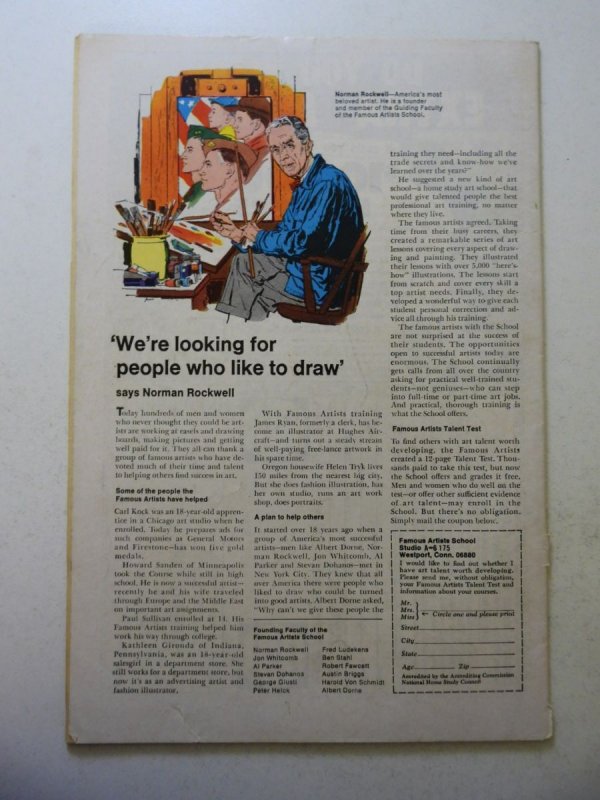 Norman Rockwell—America's most
beloved artist. He is a founder
and member of the Guiding Faculty
of the Famous Artists School.
'We're looking for
people who like to draw'
says Norman Rockwell
Today hundreds of men and women
who never thought they could be art-
ists are working at easels and drawing
boards, making pictures and getting
well paid for it. They all can thank a
group of famous artists who have de-
voted much of their time and talent
to helping others find success in art.
Some of the people the
Famous Artists have helped
Carl Kock was an 18-year-old appren-
tice in a Chicago art studio when he
enrolled. Today he prepares ads for
such companies as General Motors
and Firestone—has won five gold
medals.
Howard Sanden of Minneapolis
took the Course while still in high
school. He is now a successful artist—
recently he and his wife traveled
through Europe and the Middle East
on important art assignments.
Paul Sullivan enrolled at 14. His
Famous Artists training helped him
work his way through college.
Kathleen Gironda of Indiana,
Pennsylvania, was an 18-year-old
salesgirl in a department store. She
still works for a department store, but
now it's as an advertising artist and
fashion illustrator.
With Famous Artists training
James Ryan, formerly a clerk, has be-
come an illustrator at Hughes Air-
craft—and turns out a steady stream
of well-paying free-lance artwork in
his spare time.
Oregon housewife Helen Tryk lives
150 miles from the nearest big city.
But she does fashion illustration, has
her own studio, runs an art work
shop, does portraits.
A plan to help others
It started over 18 years ago when a
group of America's most successful
artists—men like Albert Dorne, Nor-
man Rockwell, Jon Whitcomb, Al
Parker and Stevan Dohanos—met in
New York City. They knew that all
over America there were people who
liked to draw who could be turned
into good artists. Albert Dorne asked,
"Why can't we give these people the
Founding Faculty of the
Famous Artists School
Norman Rockwell
Jon Whitcomb
Al Parker
Stevan Dohanos
George Giusti
Peter Helck
Fred Ludekens
Ben Stahl
Robert Fawcett
Austin Briggs
Harold Von Schmidt
Albert Dorne
training they need—including all the
trade secrets and know-how we've
learned over the years?"
He suggested a new kind of art
school—a home study art school—that
would give talented people the best
professional art training, no matter
where they live.
The famous artists agreed. Taking
time from their busy careers, they
created a remarkable series of art
lessons covering every aspect of draw-
ing and painting. They illustrated
their lessons with over 5,000 "here's-
how" illustrations. The lessons start
from scratch and cover every skill a
top artist needs. Finally, they de-
veloped a wonderful way to give each
student personal correction and ad-
vice all through his training.
The famous artists with the School
are not surprised at the success of
their students. The opportunities
open to successful artists today are
enormous. The School continually
gets calls from all over the country
asking for practical well-trained stu-
dents—not geniuses—who can step
into full-time or part-time art jobs.
And practical, thorough training is
what the School offers.
Famous Artists Talent Test
To find others with art talent worth
developing, the Famous Artists
created a 12-page Talent Test. Thou-
sands paid to take this test, but now
the School offers and grades it free.
Men and women who do well on the
test—or offer other sufficient evidence
of art talent—may enroll in the
School. But there's no obligation.
Simply mail the coupon below.
Famous Artists School
Studio A-6175
Westport, Conn. 06880
I would like to find out whether I
have art talent worth developing.
Please send me, without obligation,
your Famous Artists Talent Test and
information about your courses.
Mr.
Mrs.
Miss
← Circle one and please print
Street
City
State
Age Zip
Accredited by the Accrediting Commission
National Home Study Council